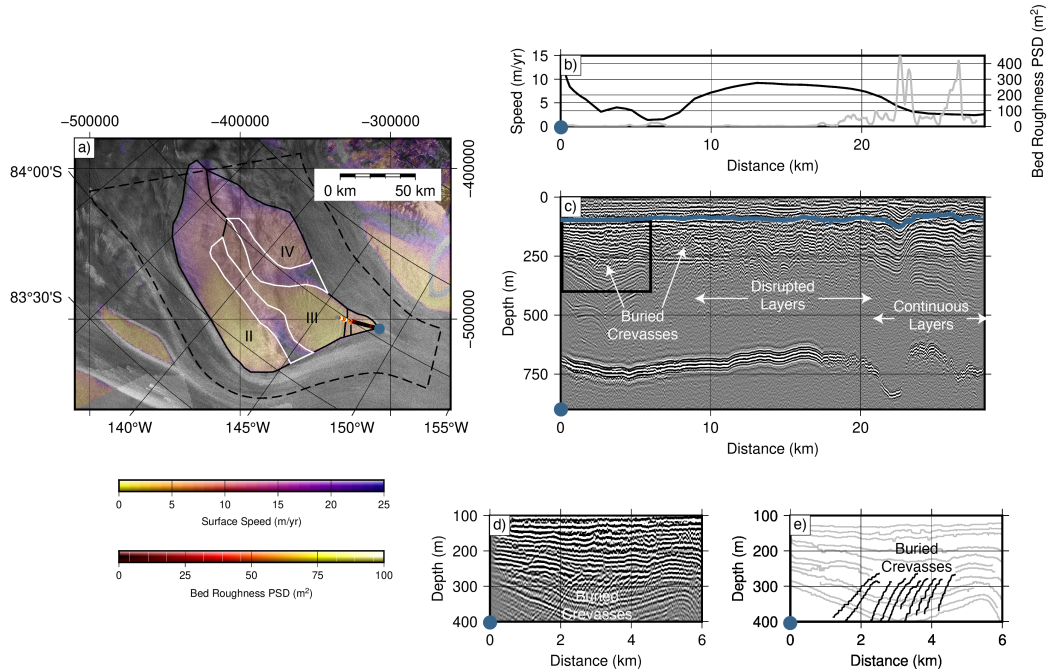 b)
Speed (m/yr)
15
10
5
0
400
300
200
100
0
Bed Roughness PSD (m²)
0
10
20
Distance (km)
−500000
−400000
−300000
a)
84°00'S
83°30'S
−400000
−500000
0 km
50 km
IV
III
II
140°W
145°W
150°W
155°W
c)
0
250
500
750
Depth (m)
Buried
Crevasses
Disrupted
Layers
Continuous
Layers
0
10
20
Distance (km)
0
5
10
15
20
25
Surface Speed (m/yr)
0
25
50
75
100
Bed Roughness PSD (m²)
d)
100
200
300
400
Depth (m)
Buried
Crevasses
0
2
4
6
Distance (km)
e)
100
200
300
400
Depth (m)
Buried
Crevasses
0
2
4
6
Distance (km)